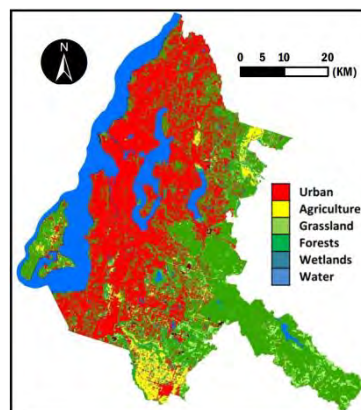 N
0 5 10 20
(KM)
Urban
Agriculture
Grassland
Forests
Wetlands
Water